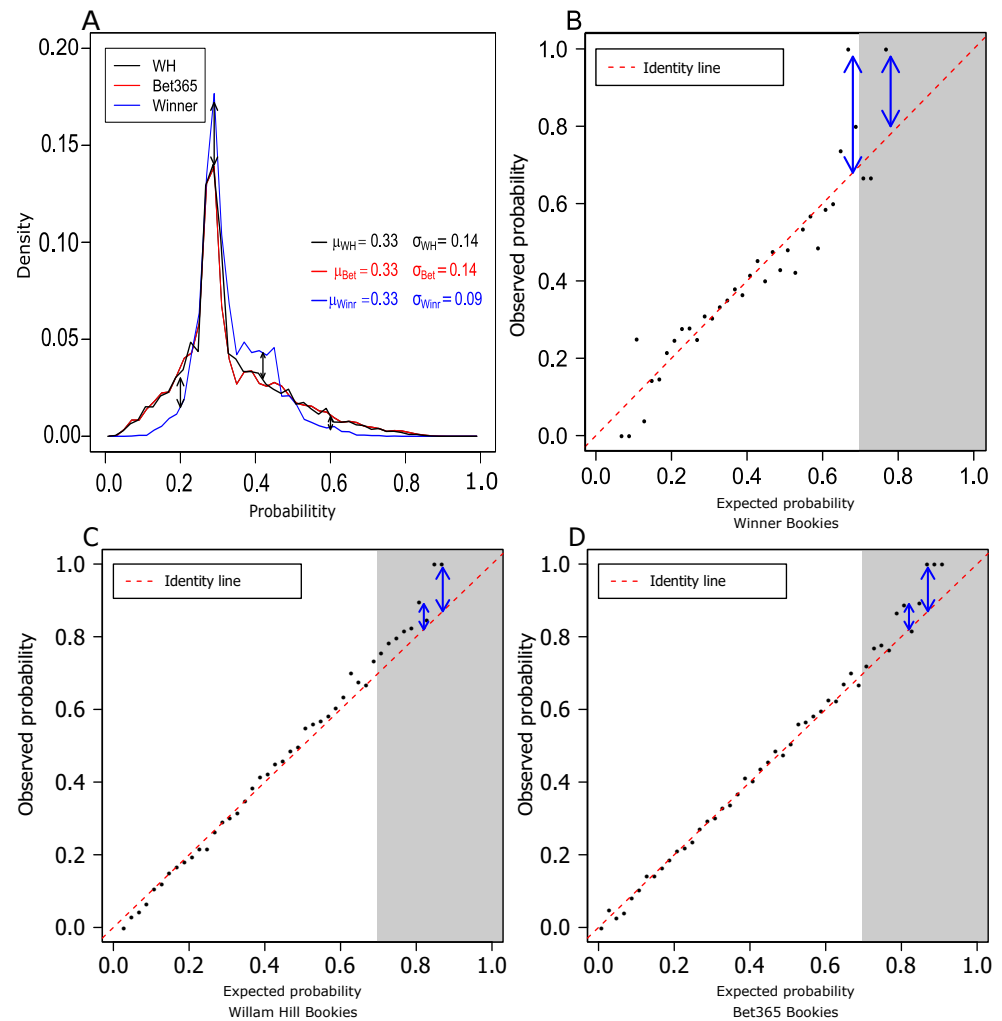 A
0.20
0.15
0.10
0.05
0.00
Density
WH
Bet365
Winner
μWH = 0.33 σWH = 0.14
μBet = 0.33 σBet = 0.14
μWinr = 0.33 σWinr = 0.09
0.0 0.2 0.4 0.6 0.8 1.0
Probabilitity
B
1.0
0.8
0.6
0.4
0.2
0.0
Observed probability
Identity line
0.0 0.2 0.4 0.6 0.8 1.0
Expected probability
Winner Bookies
C
1.0
0.8
0.6
0.4
0.2
0.0
Observed probability
Identity line
0.0 0.2 0.4 0.6 0.8 1.0
Expected probability
Willam Hill Bookies
D
1.0
0.8
0.6
0.4
0.2
0.0
Observed probability
Identity line
0.0 0.2 0.4 0.6 0.8 1.0
Expected probability
Bet365 Bookies